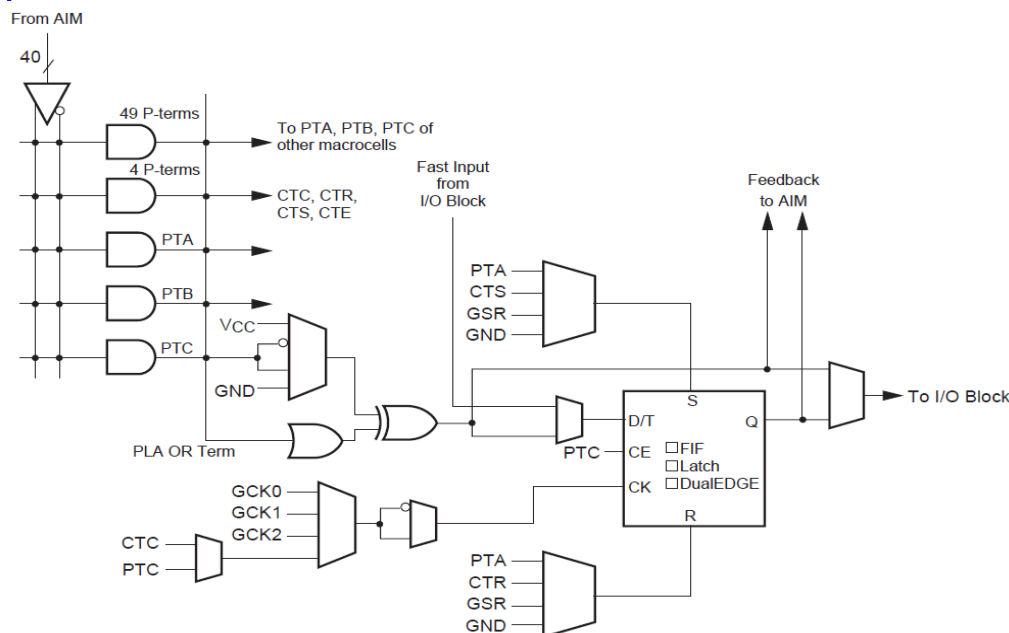 From AIM
40
49 P-terms
To PTA, PTB, PTC of
other macrocells
4 P-terms
CTC, CTR,
CTS, CTE
Fast Input
from
I/O Block
Feedback
to AIM
PTA
PTB
PTC
VCC
GND
PLA OR Term
PTA
CTS
GSR
GND
S
D/T
Q
PTC
CE
FIF
Latch
DualEDGE
CK
R
To I/O Block
GCK0
GCK1
GCK2
CTC
PTC
PTA
CTR
GSR
GND